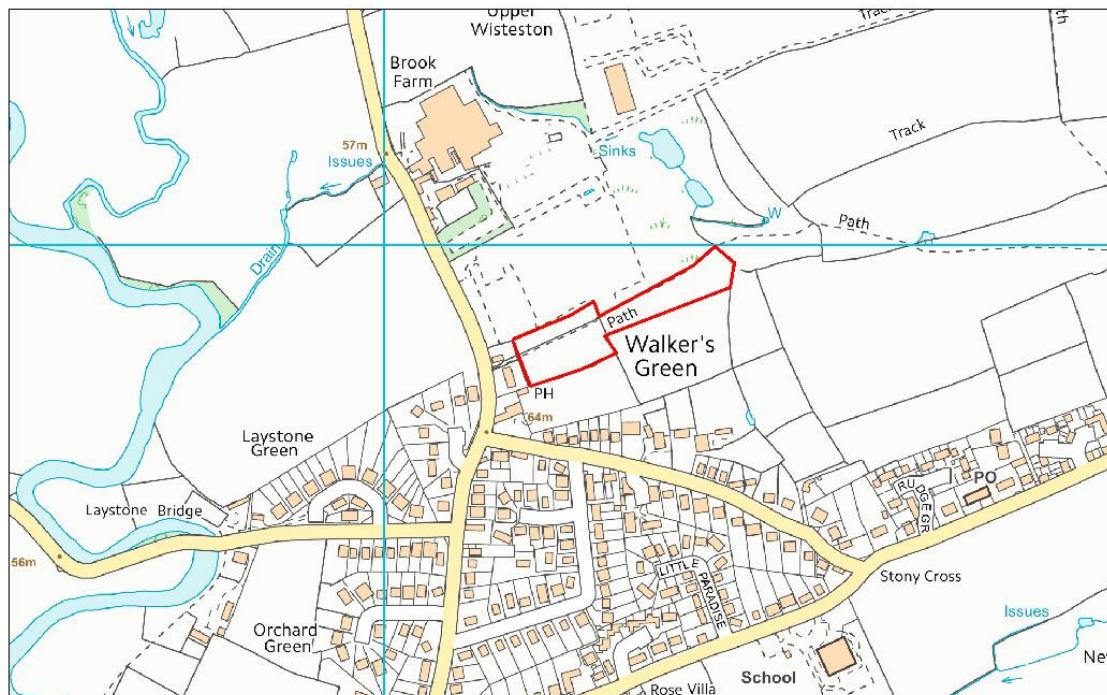 Upper
Wisteston
Track
Path
Brook
Farm
57m
Issues
Sinks
Track
W
Path
Drain
Path
Walker's
Green
PH
64m
Laystone
Green
PO
RUDGE GR
Laystone Bridge
56m
Stony Cross
LITTLE PARADISE
Issues
Orchard
Green
School
Rose Villa